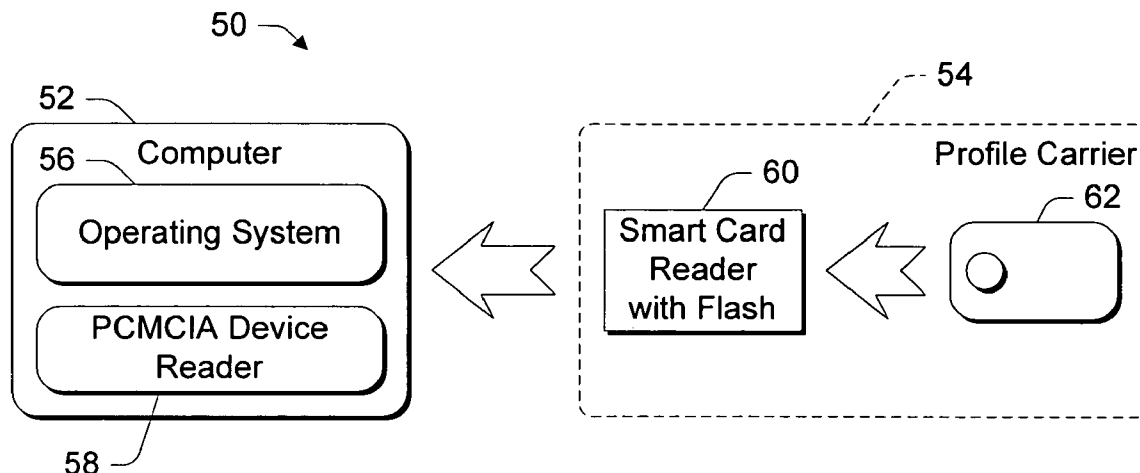 50
52
54
Computer
Profile Carrier
56
60
62
Operating System
Smart Card
Reader
with Flash
PCMCIA Device
Reader
58